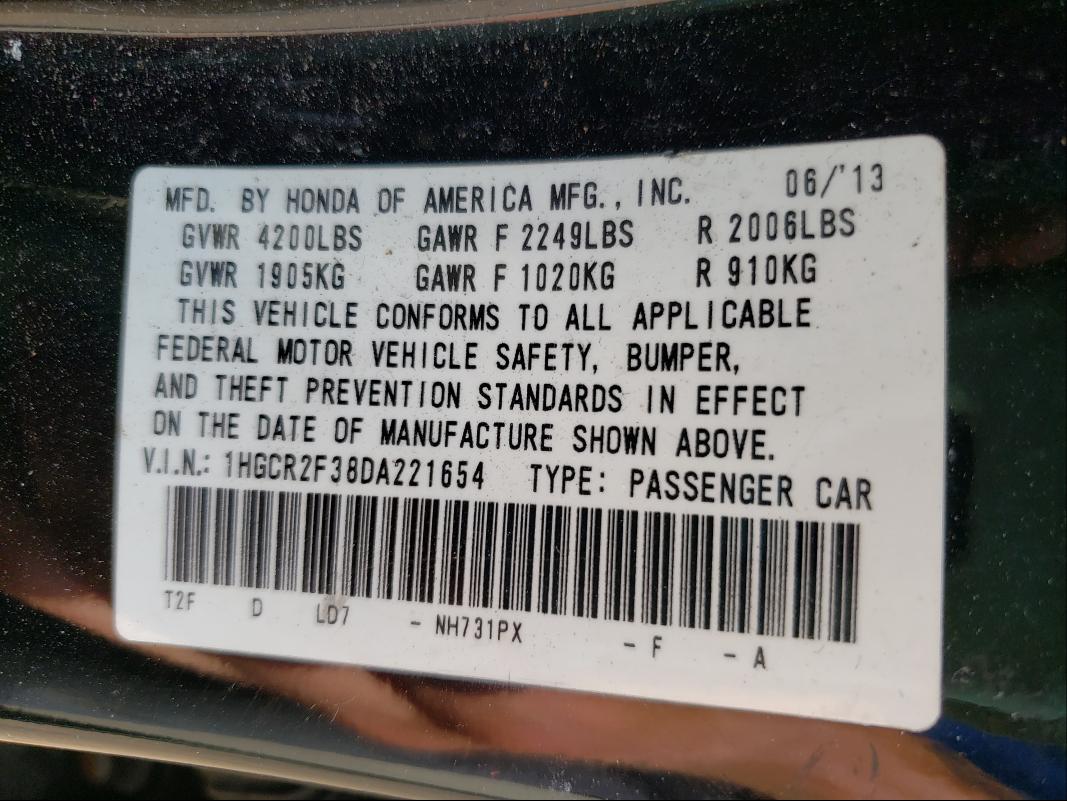 MFD. BY HONDA OF AMERICA MFG., INC. 06/'13
GVWR 4200LBS GAWR F 2249LBS R 2006LBS
GVWR 1905KG GAWR F 1020KG R 910KG
THIS VEHICLE CONFORMS TO ALL APPLICABLE
FEDERAL MOTOR VEHICLE SAFETY, BUMPER,
AND THEFT PREVENTION STANDARDS IN EFFECT
ON THE DATE OF MANUFACTURE SHOWN ABOVE.
V.I.N.: 1HGCR2F38DA221654 TYPE: PASSENGER CAR
T2F D LD7 - NH731PX - F - A